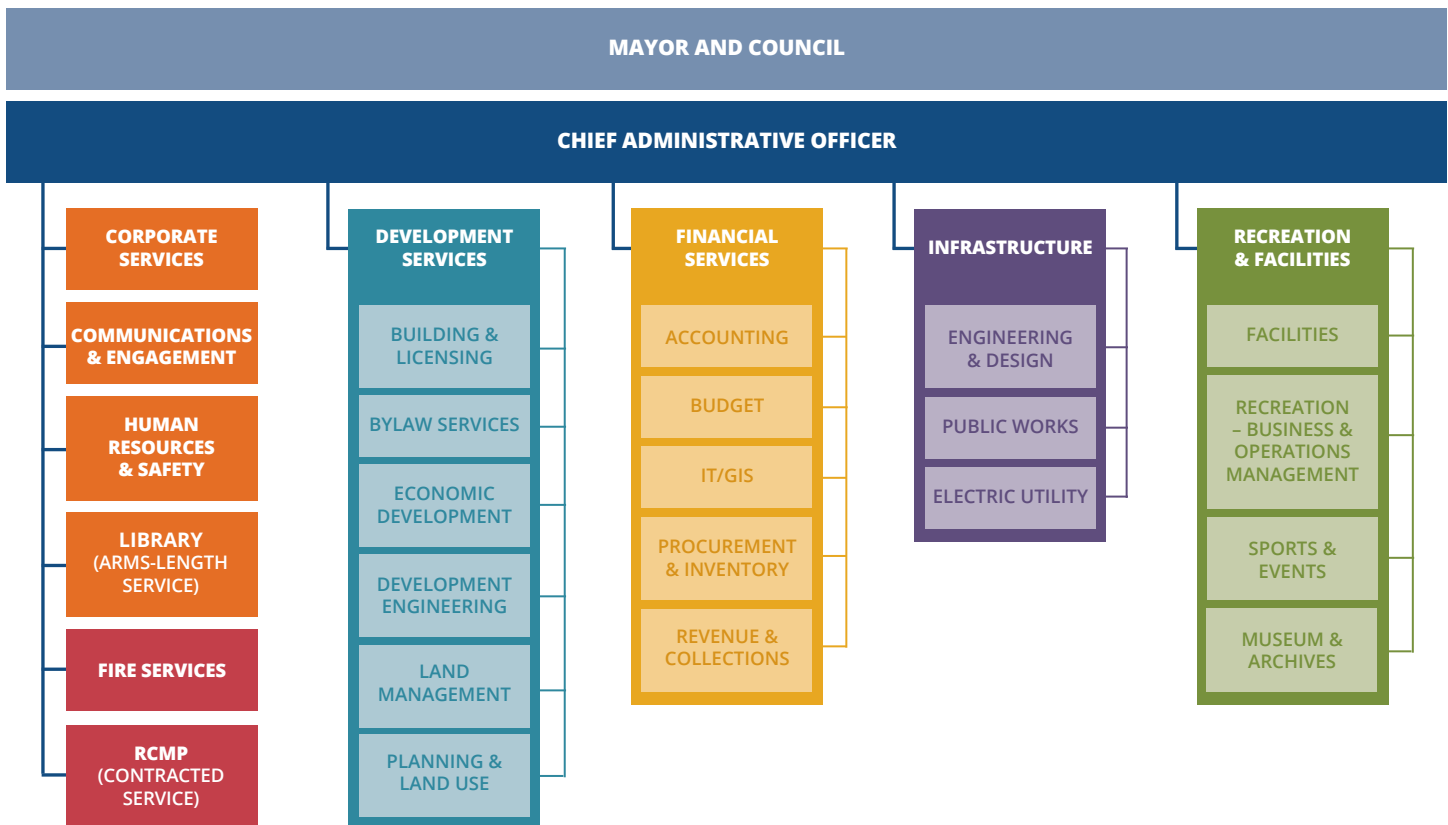 MAYOR AND COUNCIL
CHIEF ADMINISTRATIVE OFFICER
CORPORATE
SERVICES
COMMUNICATIONS
& ENGAGEMENT
HUMAN
RESOURCES
& SAFETY
LIBRARY
(ARMS-LENGTH
SERVICE)
FIRE SERVICES
RCMP
(CONTRACTED
SERVICE)
DEVELOPMENT
SERVICES
BUILDING &
LICENSING
BYLAW SERVICES
ECONOMIC
DEVELOPMENT
DEVELOPMENT
ENGINEERING
LAND
MANAGEMENT
PLANNING &
LAND USE
FINANCIAL
SERVICES
ACCOUNTING
BUDGET
IT/GIS
PROCUREMENT
& INVENTORY
REVENUE &
COLLECTIONS
INFRASTRUCTURE
ENGINEERING
& DESIGN
PUBLIC WORKS
ELECTRIC UTILITY
RECREATION
& FACILITIES
FACILITIES
RECREATION
– BUSINESS &
OPERATIONS
MANAGEMENT
SPORTS &
EVENTS
MUSEUM &
ARCHIVES